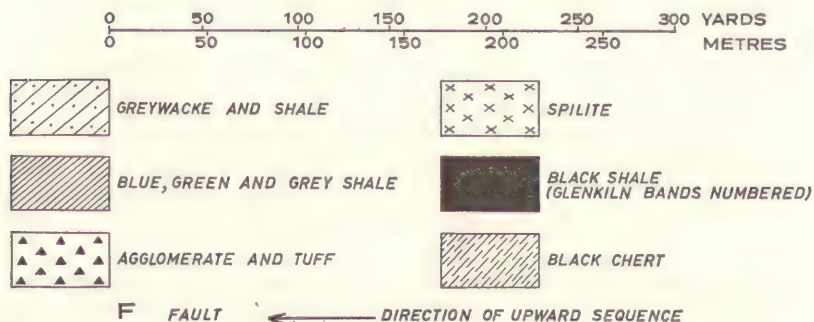 0 50 100 150 200 250 300 YARDS
0 50 100 150 200 250 METRES
GREYWACKE AND SHALE
SPILITE
BLUE, GREEN AND GREY SHALE
BLACK SHALE
(GLENKILN BANDS NUMBERED)
AGGLOMERATE AND TUFF
BLACK CHERT
F FAULT DIRECTION OF UPWARD SEQUENCE